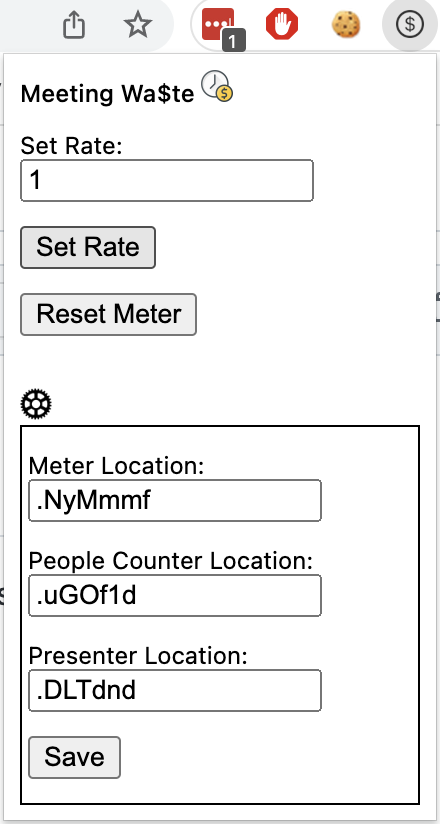 1
$
Meeting Wa$te
$
Set Rate:
1
Set Rate
Reset Meter
Meter Location:
.NyMmmf
People Counter Location:
.uGOf1d
Presenter Location:
.DLTdnd
Save